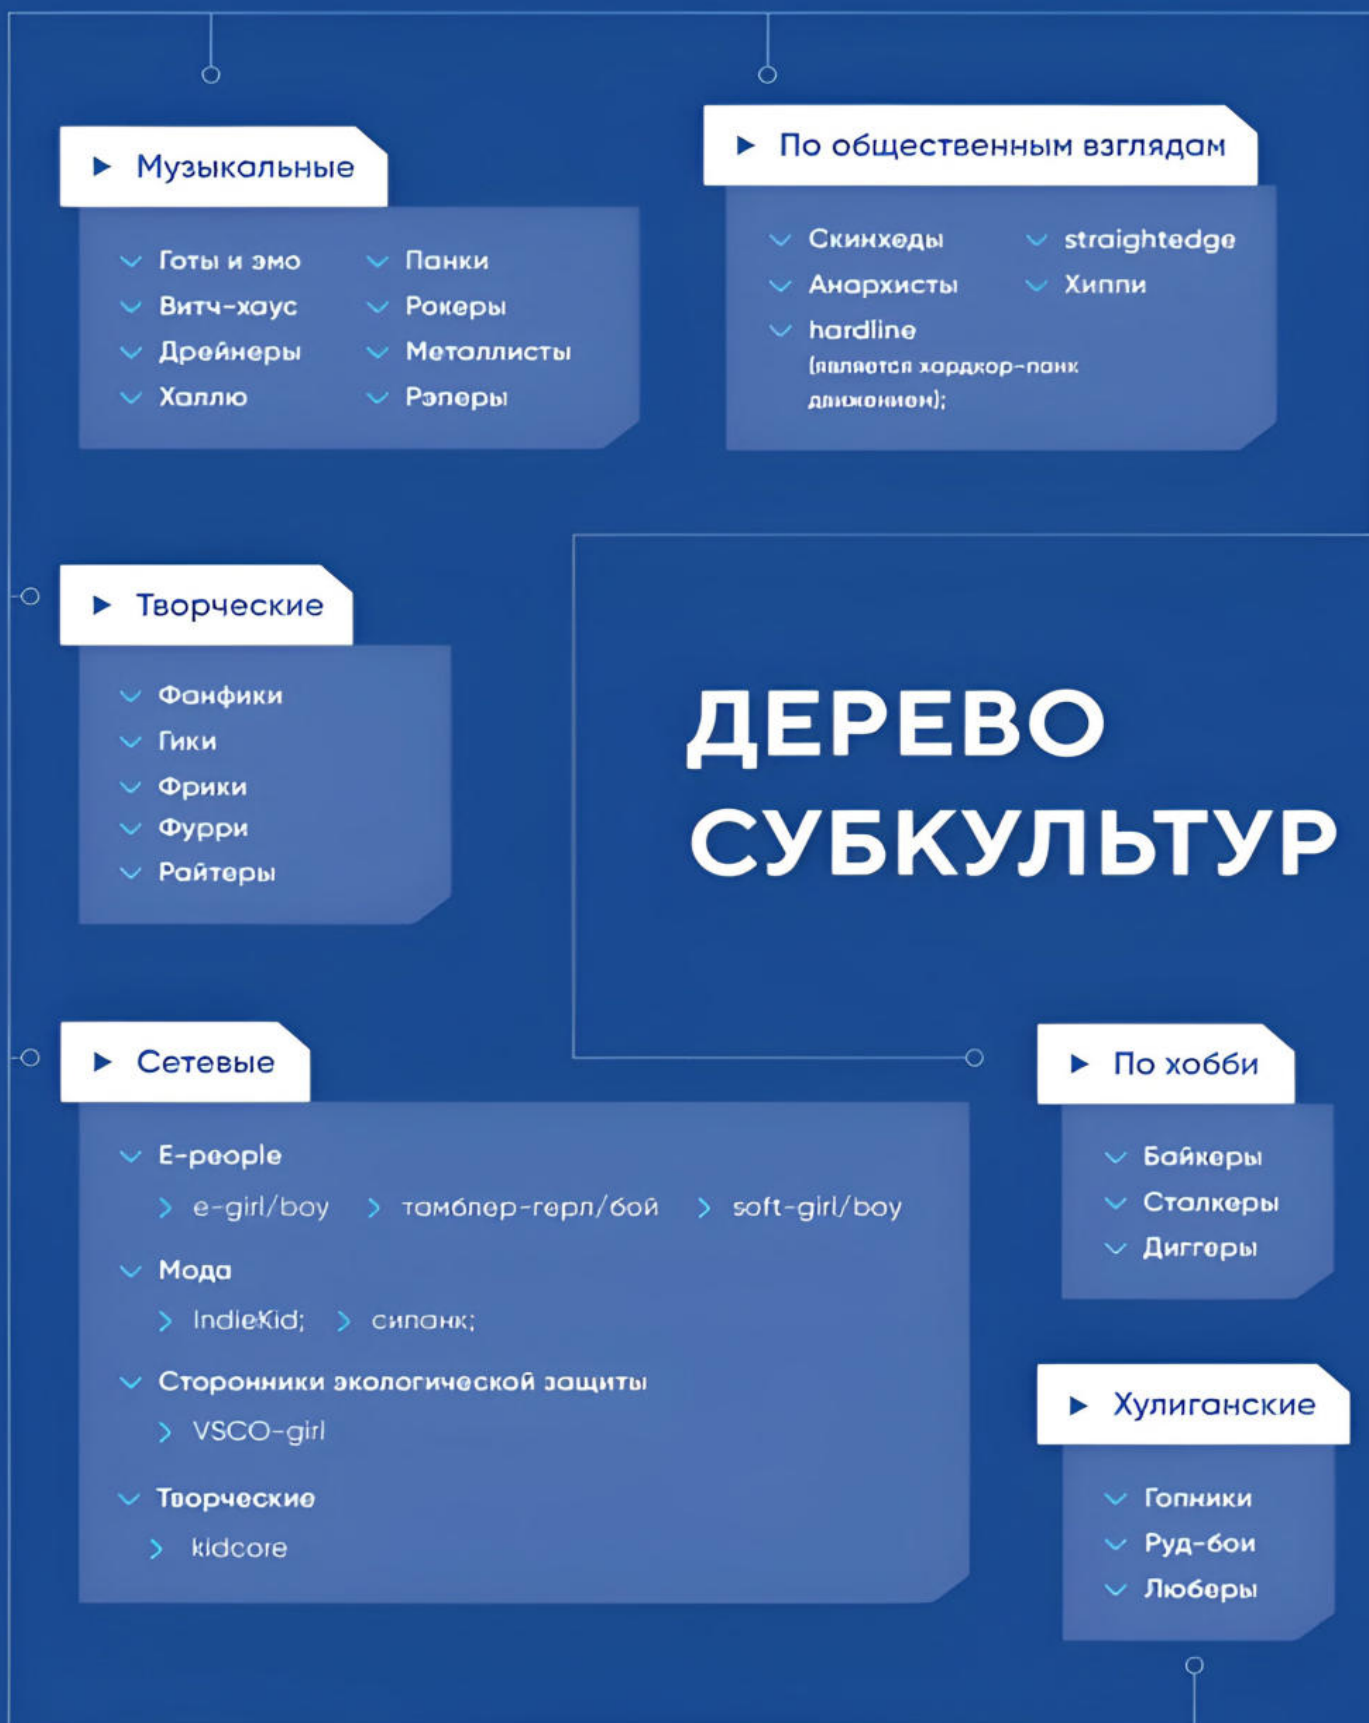 Музыкальные
Готы и эмо
Витч-хаус
Дрейнеры
Халлю
Панки
Рокеры
Металлисты
Рэперы
По общественным взглядам
Скинхеды
Анархисты
hardline
(является хардкор-панк
движением);
straightedge
Хиппи
Творческие
Фанфики
Гики
Фрики
Фурри
Райтеры
ДЕРЕВО
СУБКУЛЬТУР
Сетевые
E-people
e-girl/boy
тамблер-герл/бой
soft-girl/boy
Мода
IndieKid;
сипанк;
Сторонники экологической защиты
VSCO-girl
Творческие
kidcore
По хобби
Байкеры
Сталкеры
Диггеры
Хулиганские
Гопники
Руд-бои
Люберы